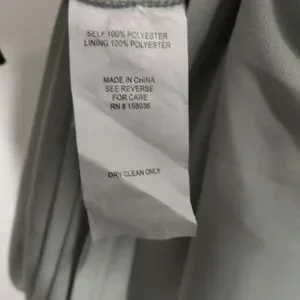 SELF 100% POLYESTER
LINING 100% POLYESTER
MADE IN CHINA
SEE REVERSE
FOR CARE
RN # 158036
DRY CLEAN ONLY